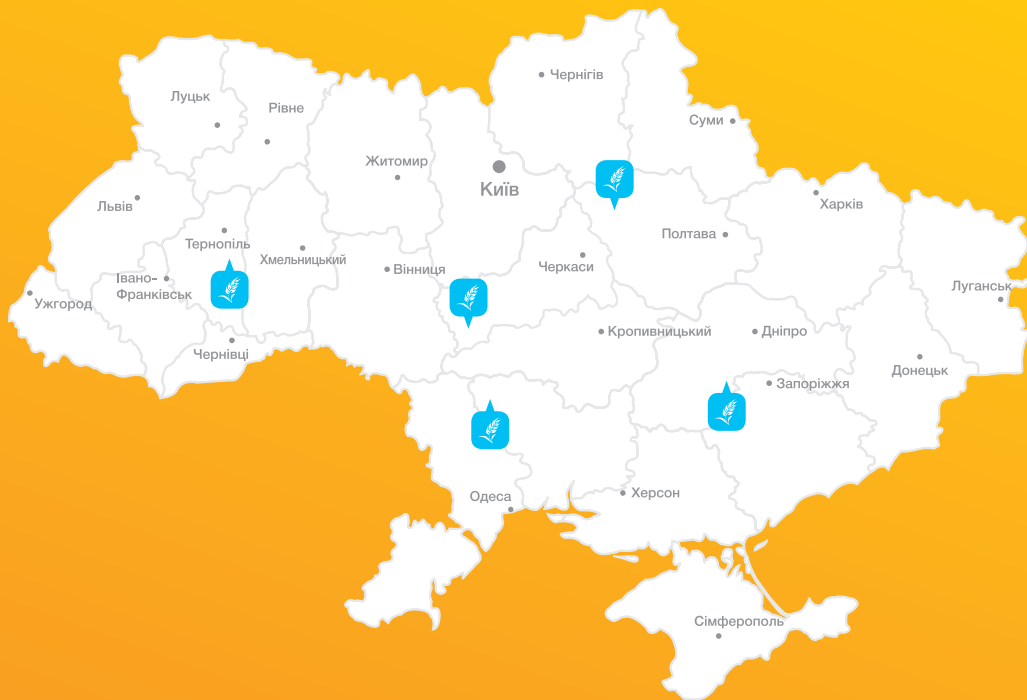 Чернігів
Луцьк
Рівне
Суми
Житомир
Київ
Львів
Харків
Тернопіль
Полтава
Хмельницький
Вінниця
Черкаси
Івано-
Франківськ
Ужгород
Луганськ
Кропивницький
Дніпро
Чернівці
Донецьк
Запоріжжя
Одеса
Херсон
Сімферополь